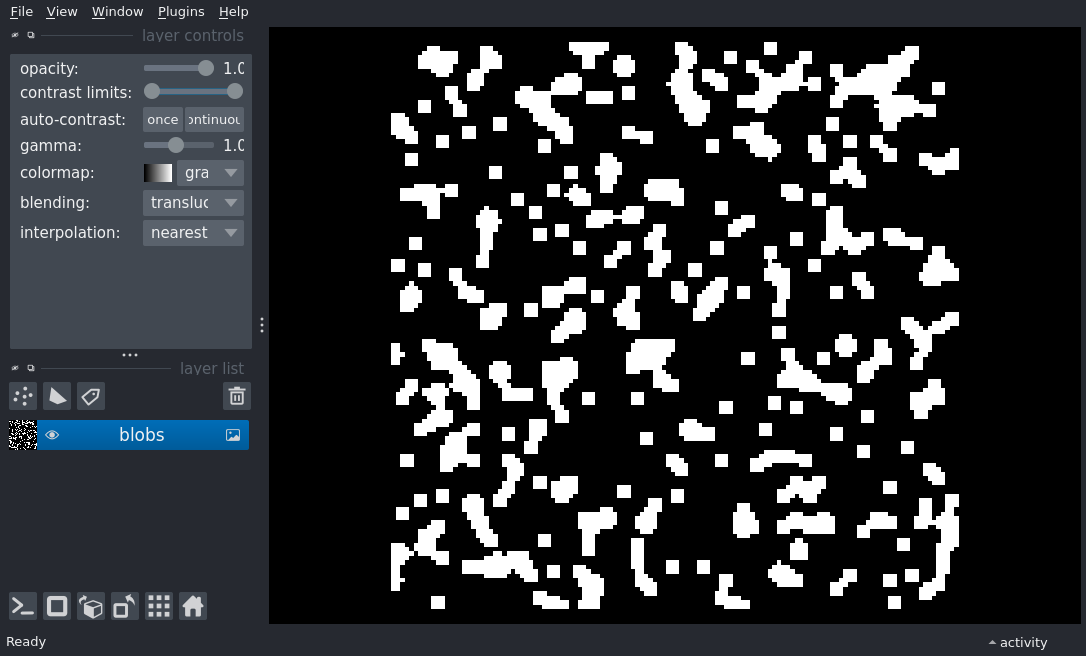 File View Window Plugins Help
layer controls
opacity: 1.0
contrast limits:
auto-contrast: once ontinuou
gamma: 1.0
colormap: gra
blending: transluc
interpolation: nearest
layer list
blobs
Ready
activity